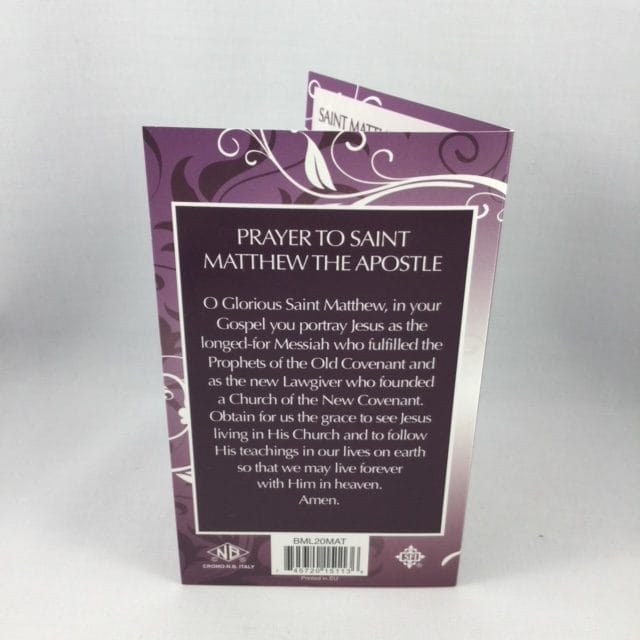 SAINT MATT
PRAYER TO SAINT
MATTHEW THE APOSTLE
O Glorious Saint Matthew, in your
Gospel you portray Jesus as the
longed-for Messiah who fulfilled the
Prophets of the Old Covenant and
as the new Lawgiver who founded
a Church of the New Covenant.
Obtain for us the grace to see Jesus
living in His Church and to follow
His teachings in our lives on earth
so that we may live forever
with Him in heaven.
Amen.
BML20MAT
CROMO-N.B. ITALY
SFI
45720 15113
Printed in EU